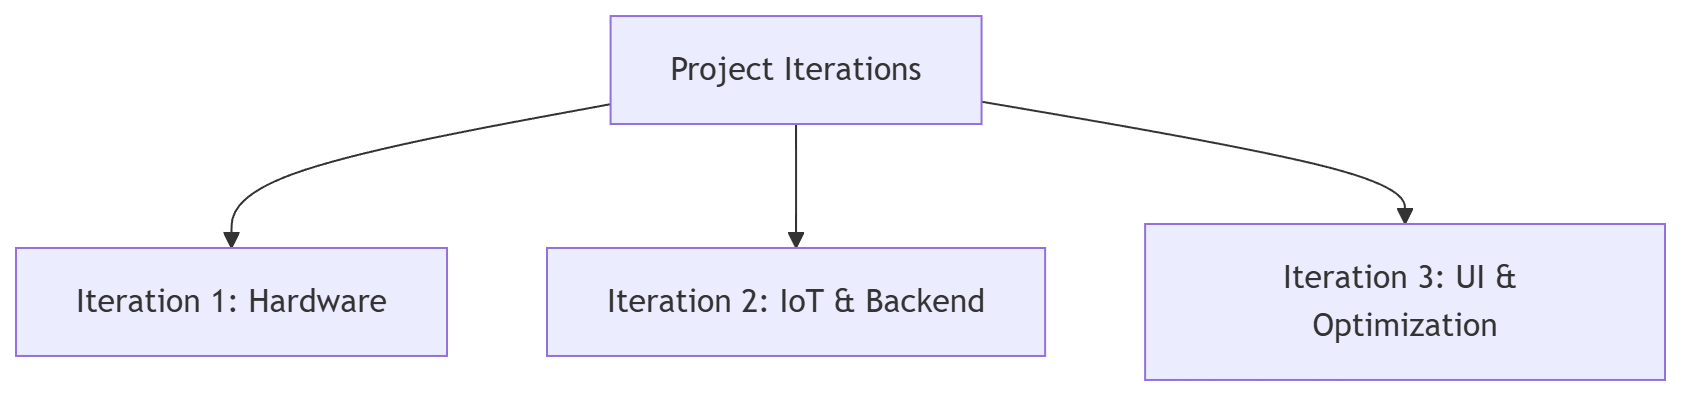 Project Iterations
Iteration 1: Hardware
Iteration 2: IoT & Backend
Iteration 3: UI &
Optimization